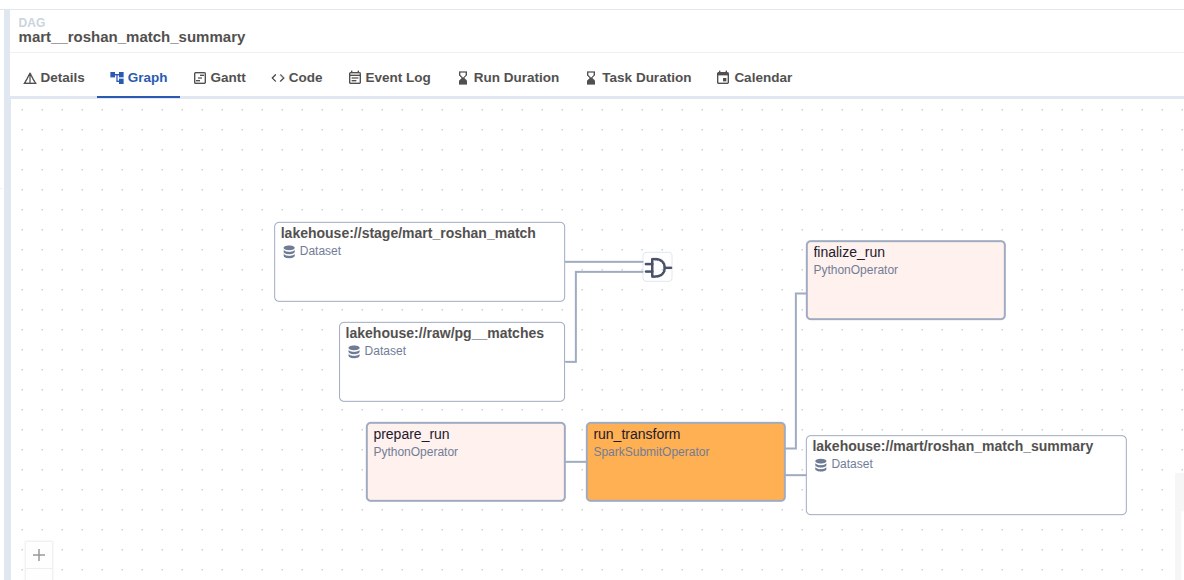 DAG
mart__roshan_match_summary
Details Graph Gantt Code Event Log Run Duration Task Duration Calendar
lakehouse://stage/mart_roshan_match
Dataset
finalize_run
PythonOperator
lakehouse://raw/pg__matches
Dataset
prepare_run
PythonOperator
run_transform
SparkSubmitOperator
lakehouse://mart/roshan_match_summary
Dataset